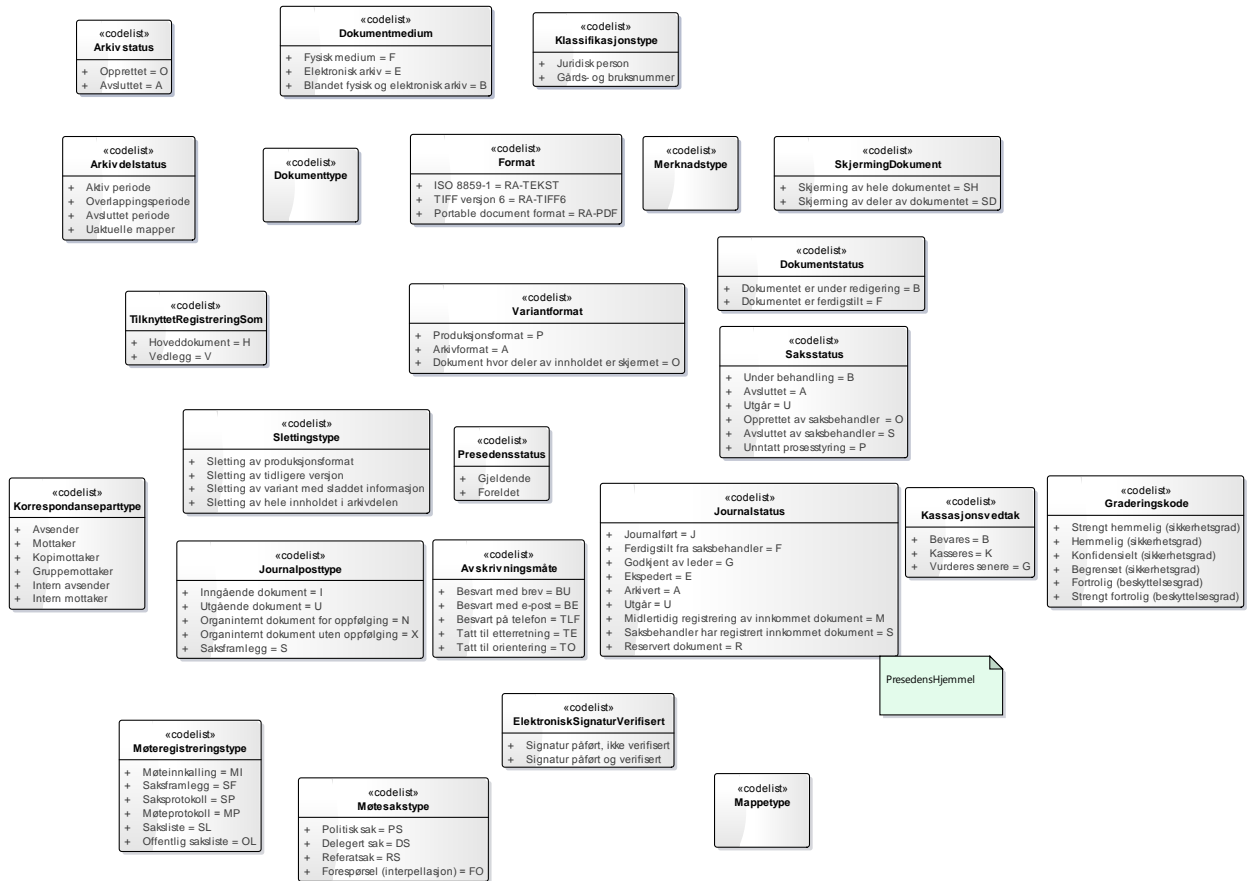 «codelist»
Arkivstatus
+ Opprettet = O
+ Avsluttet = A
«codelist»
Dokumentmedium
+ Fysisk medium = F
+ Elektronisk arkiv = E
+ Blandet fysisk og elektronisk arkiv = B
«codelist»
Klassifikasjonstype
+ Juridisk person
+ Gårds- og bruksnummer
«codelist»
Arkivdelstatus
+ Aktiv periode
+ Overlappingsperiode
+ Avsluttet periode
+ Uaktuelle mapper
«codelist»
Dokumenttype
«codelist»
Format
+ ISO 8859-1 = RA-TEKST
+ TIFF versjon 6 = RA-TIFF6
+ Portable document format = RA-PDF
«codelist»
Merknadstype
«codelist»
SkjermingDokument
+ Skjerming av hele dokumentet = SH
+ Skjerming av deler av dokumentet = SD
«codelist»
Dokumentstatus
+ Dokumentet er under redigering = B
+ Dokumentet er ferdigstilt = F
«codelist»
TilknyttetRegistreringSom
+ Hoveddokument = H
+ Vedlegg = V
«codelist»
Variantformat
+ Produksjonsformat = P
+ Arkivformat = A
+ Dokument hvor deler av innholdet er skjermet = O
«codelist»
Saksstatus
+ Under behandling = B
+ Avsluttet = A
+ Utgår = U
+ Opprettet av saksbehandler = O
+ Avsluttet av saksbehandler = S
+ Unntatt prosesstyring = P
«codelist»
Slettingstype
+ Sletting av produksjonsformat
+ Sletting av tidligere versjon
+ Sletting av variant med sladdet informasjon
+ Sletting av hele innholdet i arkivdelen
«codelist»
Presedensstatus
+ Gjeldende
+ Foreldet
«codelist»
Korrespondanseparttype
+ Avsender
+ Mottaker
+ Kopimottaker
+ Gruppemottaker
+ Intern avsender
+ Intern mottaker
«codelist»
Journalstatus
+ Journalført = J
+ Ferdigstilt fra saksbehandler = F
+ Godkjent av leder = G
+ Ekspedert = E
+ Arkivert = A
+ Utgår = U
+ Midlertidig registrering av innkommet dokument = M
+ Saksbehandler har registrert innkommet dokument = S
+ Reservert dokument = R
«codelist»
Kassasjonsvedtak
+ Bevares = B
+ Kasseres = K
+ Vurderes senere = G
«codelist»
Graderingskode
+ Strengt hemmelig (sikkerhetsgrad)
+ Hemmelig (sikkerhetsgrad)
+ Konfidensielt (sikkerhetsgrad)
+ Begrenset (sikkerhetsgrad)
+ Fortrolig (beskyttelsesgrad)
+ Strengt fortrolig (beskyttelsesgrad)
«codelist»
Journalposttype
+ Inngående dokument = I
+ Utgående dokument = U
+ Organinternt dokument for oppfølging = N
+ Organinternt dokument uten oppfølging = X
+ Saksframlegg = S
«codelist»
Avskrivningsmåte
+ Besvart med brev = BU
+ Besvart med e-post = BE
+ Besvart på telefon = TLF
+ Tatt til etterretning = TE
+ Tatt til orientering = TO
PresedensHjemmel
«codelist»
ElektroniskSignaturVerifisert
+ Signatur påført, ikke verifisert
+ Signatur påført og verifisert
«codelist»
Møteregistreringstype
+ Møteinnkalling = MI
+ Saksframlegg = SF
+ Saksprotokoll = SP
+ Møteprotokoll = MP
+ Saksliste = SL
+ Offentlig saksliste = OL
«codelist»
Møtesakstype
+ Politisk sak = PS
+ Delegert sak = DS
+ Referatsak = RS
+ Forespørsel (interpellasjon) = FO
«codelist»
Mappetype